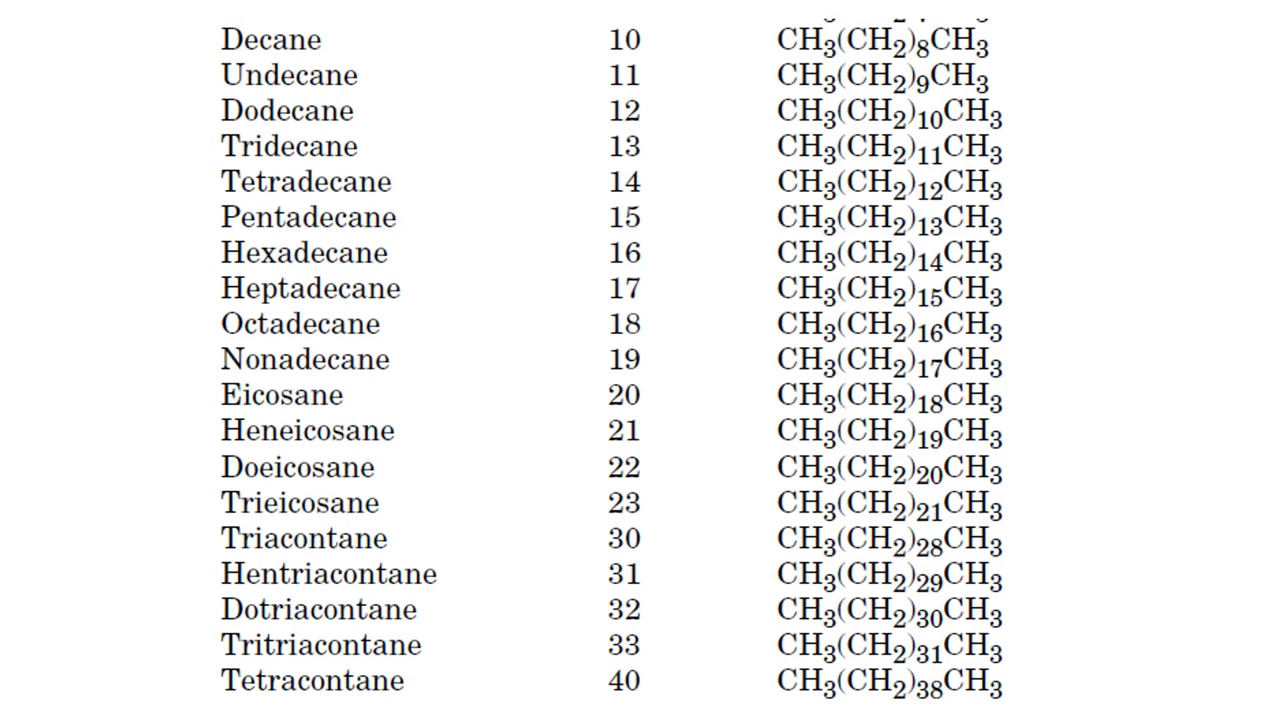 Decane 10 CH₃(CH₂)₈CH₃
Undecane 11 CH₃(CH₂)₉CH₃
Dodecane 12 CH₃(CH₂)₁₀CH₃
Tridecane 13 CH₃(CH₂)₁₁CH₃
Tetradecane 14 CH₃(CH₂)₁₂CH₃
Pentadecane 15 CH₃(CH₂)₁₃CH₃
Hexadecane 16 CH₃(CH₂)₁₄CH₃
Heptadecane 17 CH₃(CH₂)₁₅CH₃
Octadecane 18 CH₃(CH₂)₁₆CH₃
Nonadecane 19 CH₃(CH₂)₁₇CH₃
Eicosane 20 CH₃(CH₂)₁₈CH₃
Heneicosane 21 CH₃(CH₂)₁₉CH₃
Doeicosane 22 CH₃(CH₂)₂₀CH₃
Trieicosane 23 CH₃(CH₂)₂₁CH₃
Triacontane 30 CH₃(CH₂)₂₈CH₃
Hentriacontane 31 CH₃(CH₂)₂₉CH₃
Dotriacontane 32 CH₃(CH₂)₃₀CH₃
Tritriacontane 33 CH₃(CH₂)₃₁CH₃
Tetracontane 40 CH₃(CH₂)₃₈CH₃